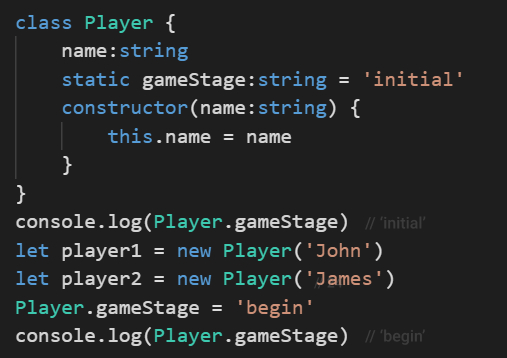 class Player {
    name:string
    static gameStage:string = 'initial'
    constructor(name:string) {
        this.name = name
    }
}
console.log(Player.gameStage) // 'initial'
let player1 = new Player('John')
let player2 = new Player('James')
Player.gameStage = 'begin'
console.log(Player.gameStage) // 'begin'